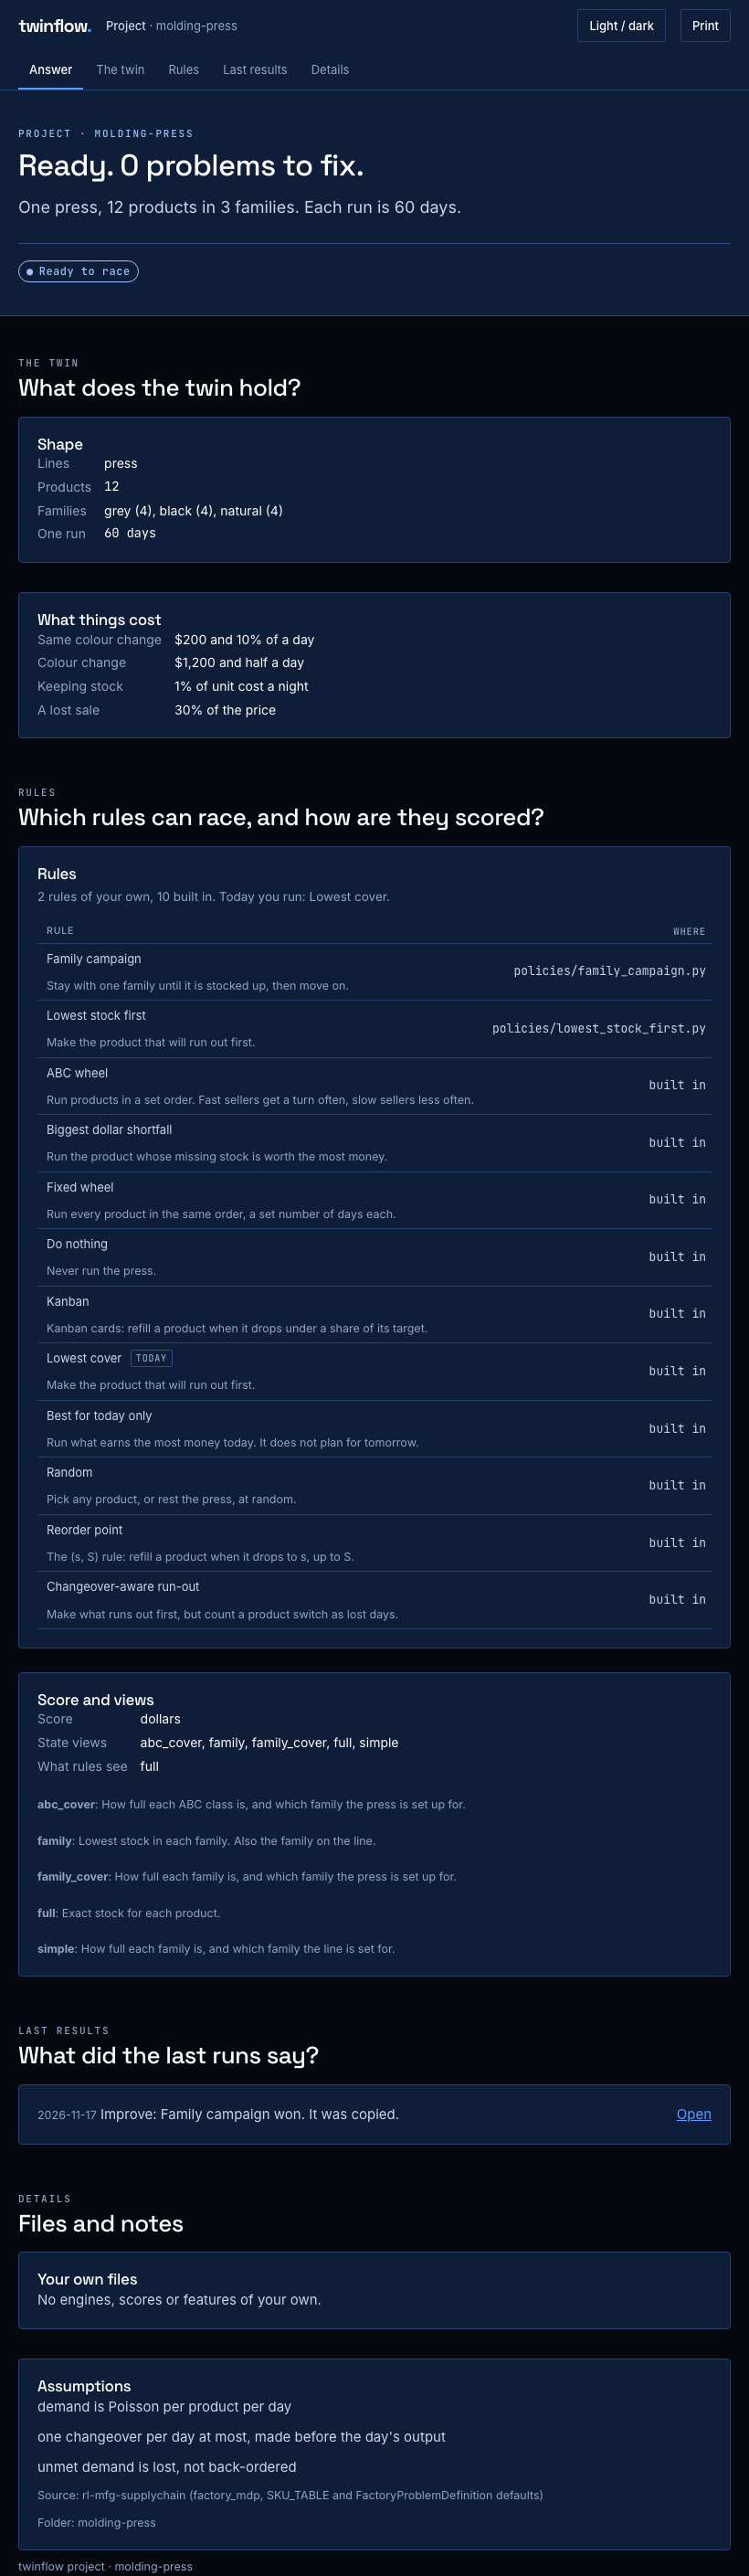 twinflow. Project · molding-press Light / dark Print
Answer The twin Rules Last results Details
PROJECT · MOLDING-PRESS
Ready. 0 problems to fix.
One press, 12 products in 3 families. Each run is 60 days.
● Ready to race
THE TWIN
What does the twin hold?
Shape
Lines press
Products 12
Families grey (4), black (4), natural (4)
One run 60 days
What things cost
Same colour change $200 and 10% of a day
Colour change $1,200 and half a day
Keeping stock 1% of unit cost a night
A lost sale 30% of the price
RULES
Which rules can race, and how are they scored?
Rules
2 rules of your own, 10 built in. Today you run: Lowest cover.
RULE WHERE
Family campaign
policies/family_campaign.py
Stay with one family until it is stocked up, then move on.
Lowest stock first
policies/lowest_stock_first.py
Make the product that will run out first.
ABC wheel
built in
Run products in a set order. Fast sellers get a turn often, slow sellers less often.
Biggest dollar shortfall
built in
Run the product whose missing stock is worth the most money.
Fixed wheel
built in
Run every product in the same order, a set number of days each.
Do nothing
built in
Never run the press.
Kanban
built in
Kanban cards: refill a product when it drops under a share of its target.
Lowest cover TODAY
built in
Make the product that will run out first.
Best for today only
built in
Run what earns the most money today. It does not plan for tomorrow.
Random
built in
Pick any product, or rest the press, at random.
Reorder point
built in
The (s, S) rule: refill a product when it drops to s, up to S.
Changeover-aware run-out
built in
Make what runs out first, but count a product switch as lost days.
Score and views
Score dollars
State views abc_cover, family, family_cover, full, simple
What rules see full
abc_cover: How full each ABC class is, and which family the press is set up for.
family: Lowest stock in each family. Also the family on the line.
family_cover: How full each family is, and which family the press is set up for.
full: Exact stock for each product.
simple: How full each family is, and which family the line is set for.
LAST RESULTS
What did the last runs say?
2026-11-17 Improve: Family campaign won. It was copied. Open
DETAILS
Files and notes
Your own files
No engines, scores or features of your own.
Assumptions
demand is Poisson per product per day
one changeover per day at most, made before the day's output
unmet demand is lost, not back-ordered
Source: rl-mfg-supplychain (factory_mdp, SKU_TABLE and FactoryProblemDefinition defaults)
Folder: molding-press
twinflow project · molding-press